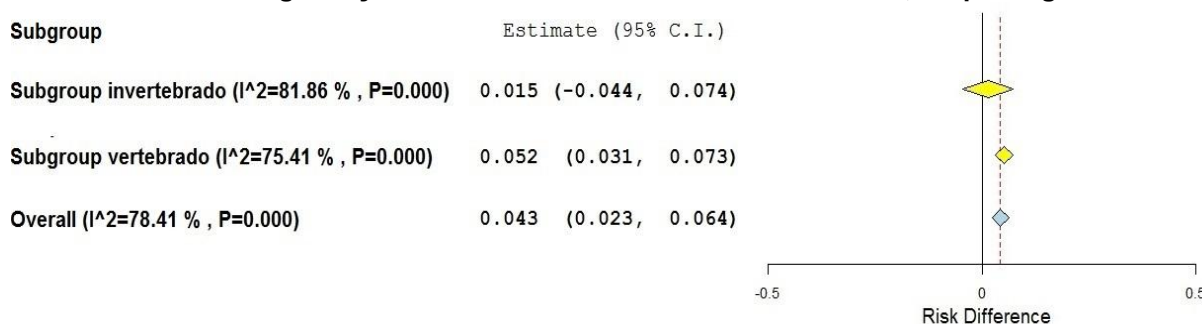 Subgroup Estimate (95% C.I.)
Subgroup invertebrado (I^2=81.86 % , P=0.000) 0.015 (-0.044, 0.074)
Subgroup vertebrado (I^2=75.41 % , P=0.000) 0.052 (0.031, 0.073)
Overall (I^2=78.41 % , P=0.000) 0.043 (0.023, 0.064)
-0.5 0 0.5
Risk Difference